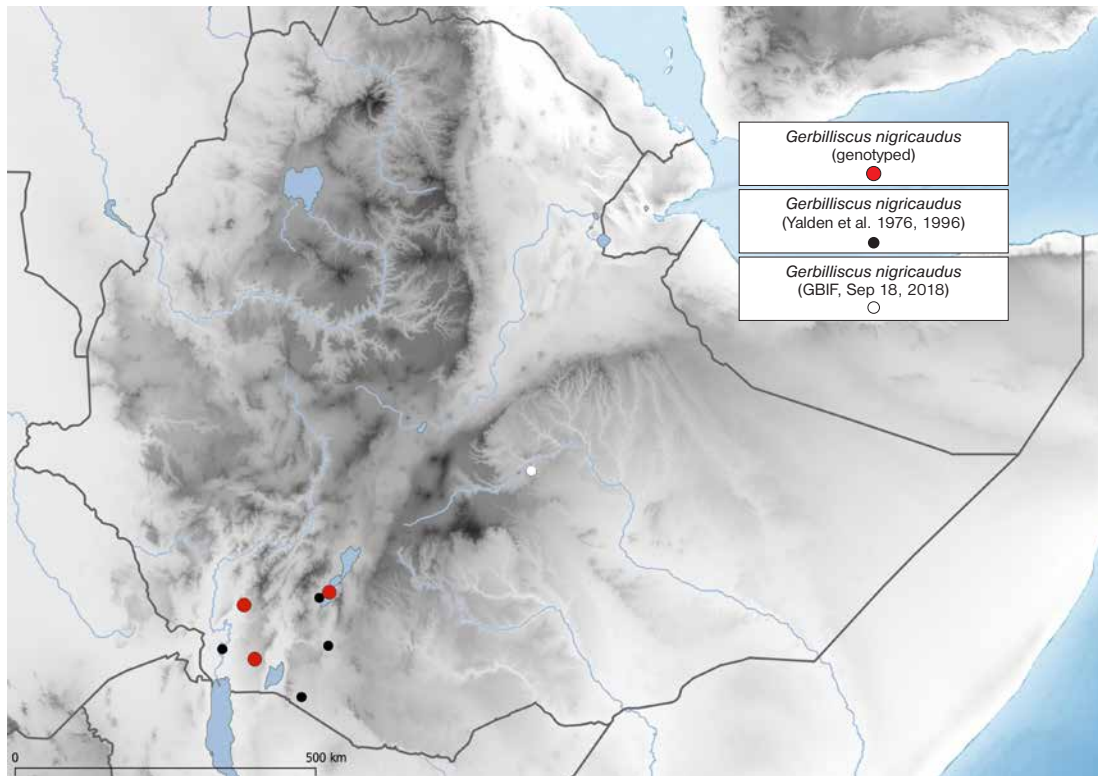 Gerbilliscus nigricaudus
(genotyped)
Gerbilliscus nigricaudus
(Yalden et al. 1976, 1996)
Gerbilliscus nigricaudus
(GBIF, Sep 18, 2018)
0 500 km